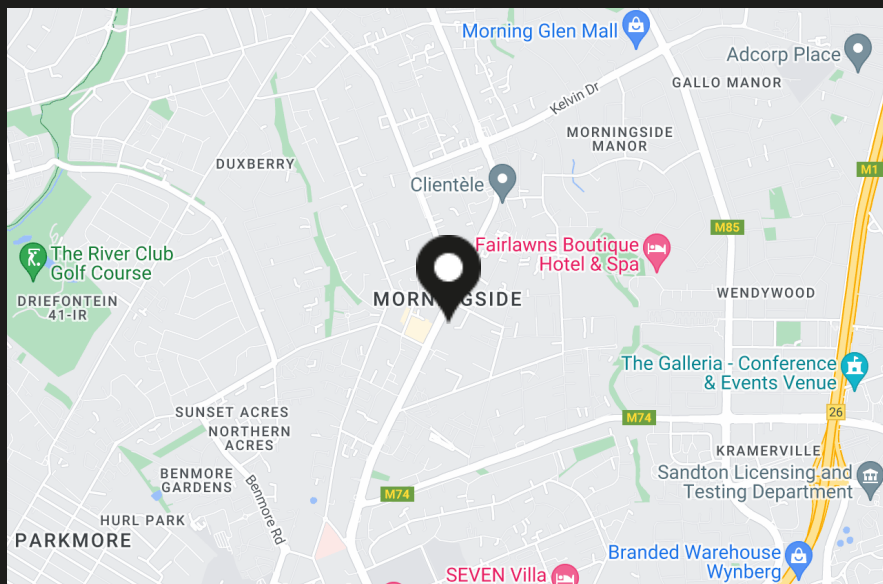 Morning Glen Mall
Adcorp Place
GALLO MANOR
Kelvin Dr
MORNINGSIDE
MANOR
DUXBERRY
M1
Clientèle
M85
The River Club
Golf Course
Fairlawns Boutique
Hotel & Spa
DRIEFONTEIN
41-IR
MORNINGSIDE
WENDYWOOD
The Galleria - Conference
& Events Venue
SUNSET ACRES
NORTHERN
ACRES
M74
26
KRAMERVILLE
BENMORE
GARDENS
Benmore Rd
M74
Sandton Licensing and
Testing Department
HURL PARK
PARKMORE
Branded Warehouse
Wynberg
SEVEN Villa